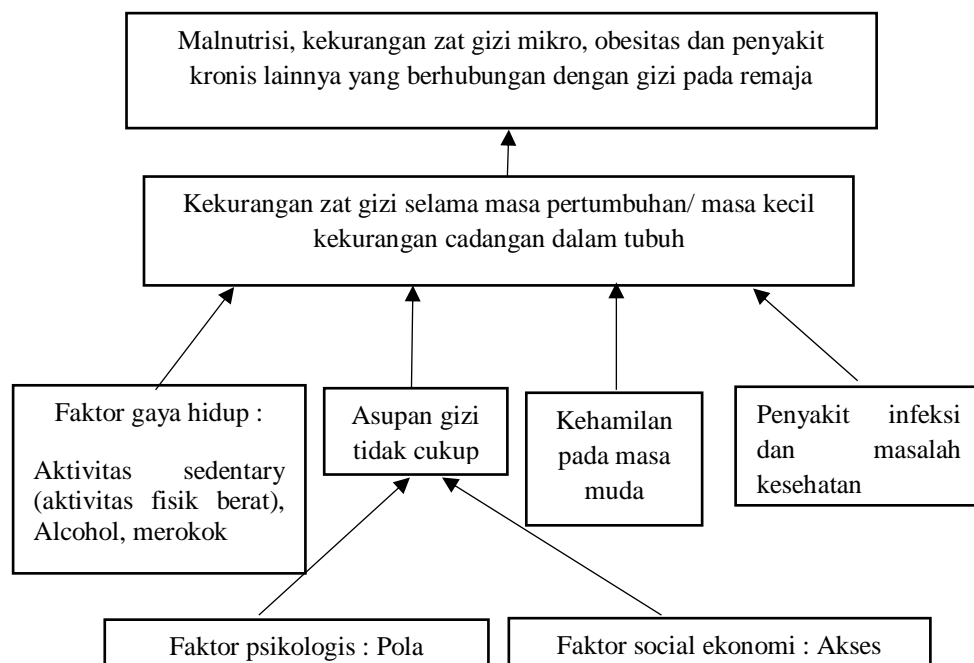 Malnutrisi, kekurangan zat gizi mikro, obesitas dan penyakit
kronis lainnya yang berhubungan dengan gizi pada remaja
Kekurangan zat gizi selama masa pertumbuhan/ masa kecil
kekurangan cadangan dalam tubuh
Faktor gaya hidup :
Aktivitas sedentary
(aktivitas fisik berat),
Alcohol, merokok
Asupan gizi
tidak cukup
Kehamilan
pada masa
muda
Penyakit infeksi
dan masalah
kesehatan
Faktor psikologis : Pola
Faktor social ekonomi : Akses